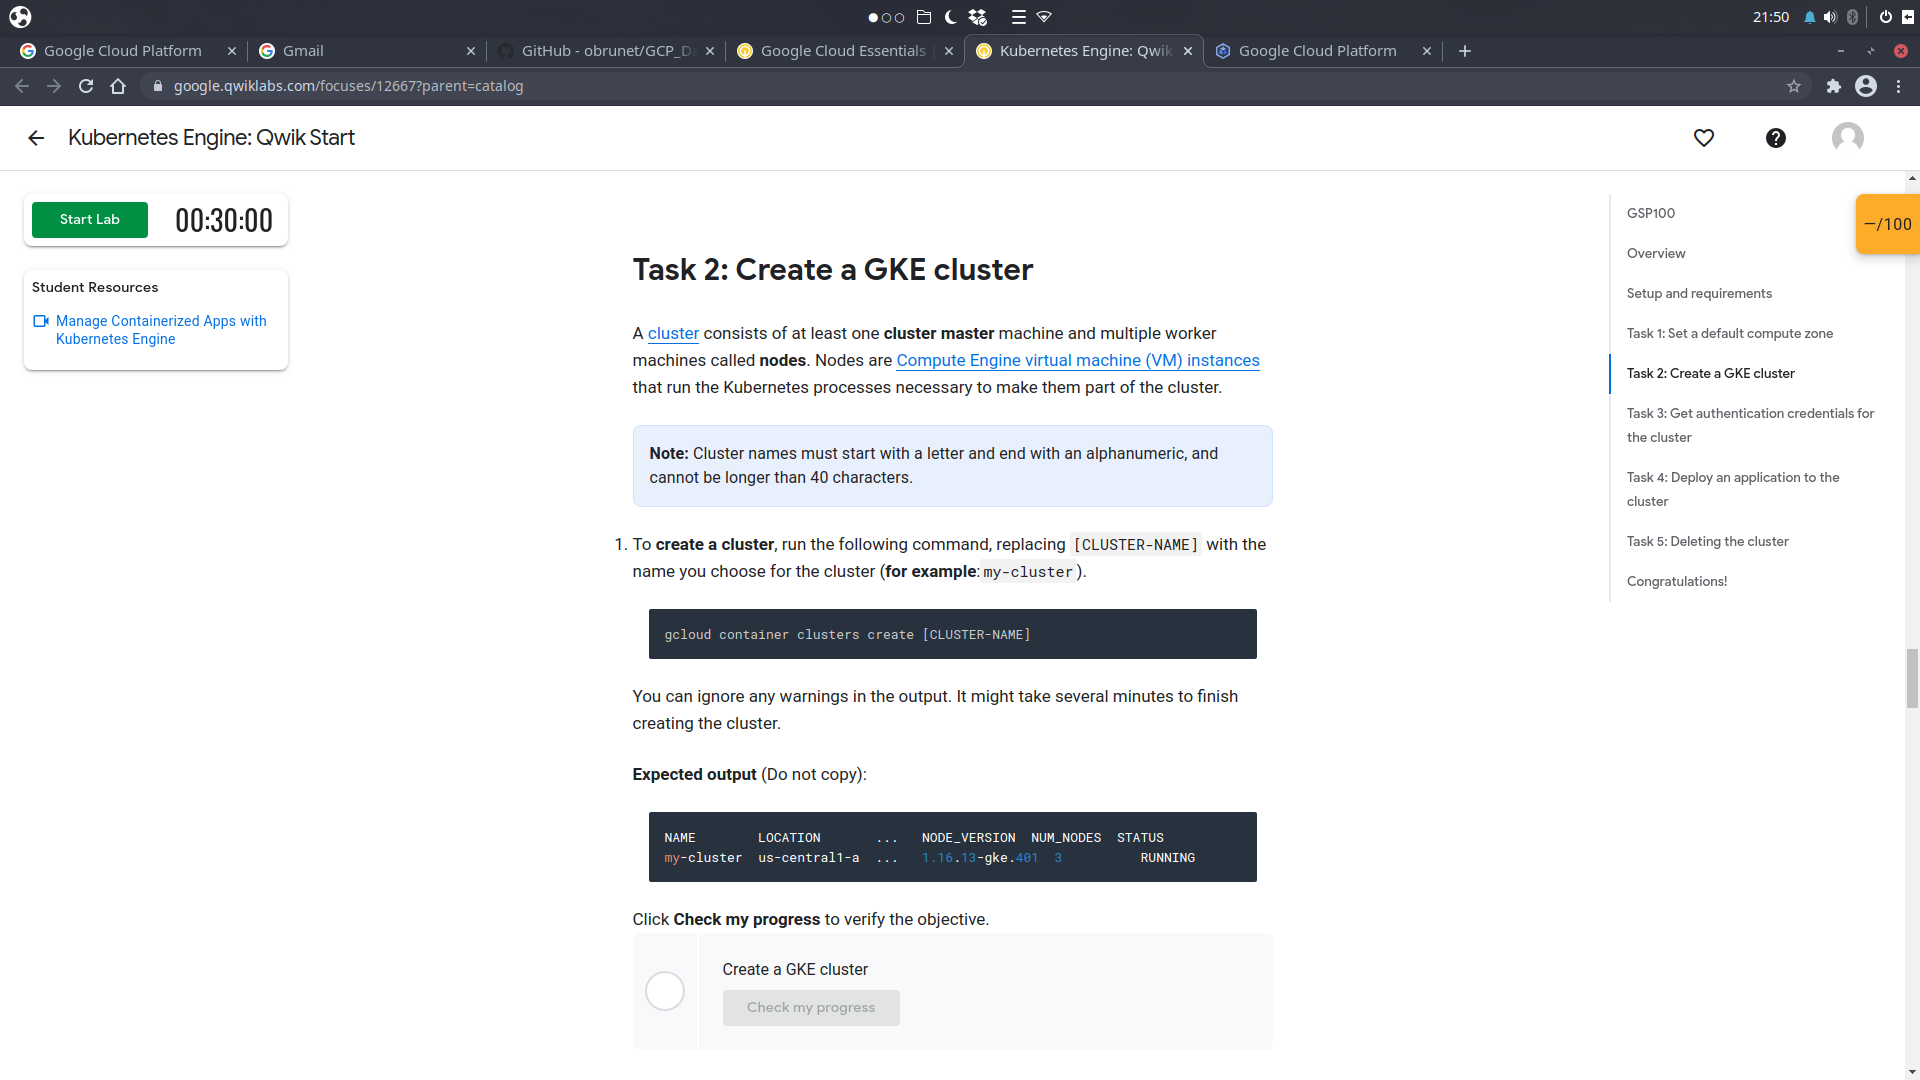 21:50
Google Cloud Platform
Gmail
GitHub - obrunet/GCP_Da
Google Cloud Essentials
Kubernetes Engine: Qwik
Google Cloud Platform
google.qwiklabs.com/focuses/12667?parent=catalog
Kubernetes Engine: Qwik Start
Start Lab
00:30:00
Student Resources
Manage Containerized Apps with
Kubernetes Engine
Task 2: Create a GKE cluster
A cluster consists of at least one cluster master machine and multiple worker
machines called nodes. Nodes are Compute Engine virtual machine (VM) instances
that run the Kubernetes processes necessary to make them part of the cluster.
Note: Cluster names must start with a letter and end with an alphanumeric, and
cannot be longer than 40 characters.
1. To create a cluster, run the following command, replacing [CLUSTER-NAME] with the
name you choose for the cluster (for example: my-cluster ).
gcloud container clusters create [CLUSTER-NAME]
You can ignore any warnings in the output. It might take several minutes to finish
creating the cluster.
Expected output (Do not copy):
NAME        LOCATION       ...   NODE_VERSION  NUM_NODES  STATUS
my-cluster  us-central1-a  ...   1.16.13-gke.401  3          RUNNING
Click Check my progress to verify the objective.
Create a GKE cluster
Check my progress
GSP100
Overview
Setup and requirements
Task 1: Set a default compute zone
Task 2: Create a GKE cluster
Task 3: Get authentication credentials for
the cluster
Task 4: Deploy an application to the
cluster
Task 5: Deleting the cluster
Congratulations!
—/100